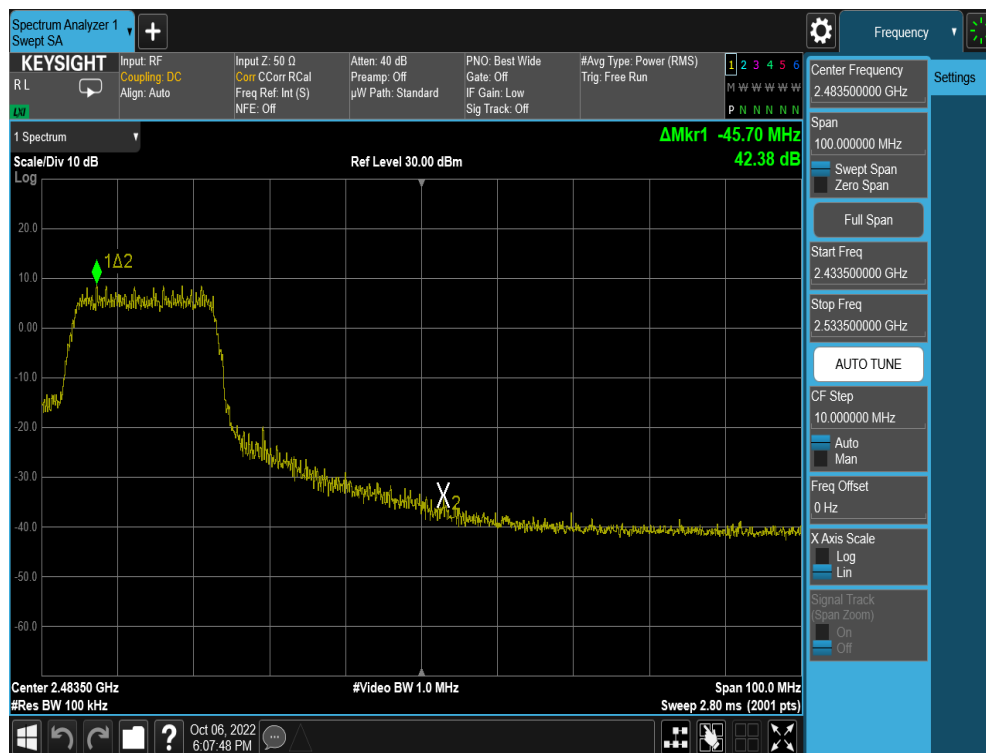 Spectrum Analyzer 1
Swept SA
Frequency
KEYSIGHT
R L
LXI
Input: RF
Coupling: DC
Align: Auto
Input Z: 50 Ω
Corr CCorr RCal
Freq Ref: Int (S)
NFE: Off
Atten: 40 dB
Preamp: Off
µW Path: Standard
PNO: Best Wide
Gate: Off
IF Gain: Low
Sig Track: Off
#Avg Type: Power (RMS)
Trig: Free Run
1 2 3 4 5 6
M W W W W W
P N N N N N
1 Spectrum
ΔMkr1 -45.70 MHz
Scale/Div 10 dB
Ref Level 30.00 dBm
42.38 dB
Log
20.0
1Δ2
10.0
0.00
-10.0
-20.0
-30.0
X2
-40.0
-50.0
-60.0
Center 2.48350 GHz
#Video BW 1.0 MHz
Span 100.0 MHz
#Res BW 100 kHz
Sweep 2.80 ms (2001 pts)
Oct 06, 2022
6:07:48 PM
Center Frequency
2.483500000 GHz
Settings
Span
100.000000 MHz
Swept Span
Zero Span
Full Span
Start Freq
2.433500000 GHz
Stop Freq
2.533500000 GHz
AUTO TUNE
CF Step
10.000000 MHz
Auto
Man
Freq Offset
0 Hz
X Axis Scale
Log
Lin
Signal Track
(Span Zoom)
On
Off